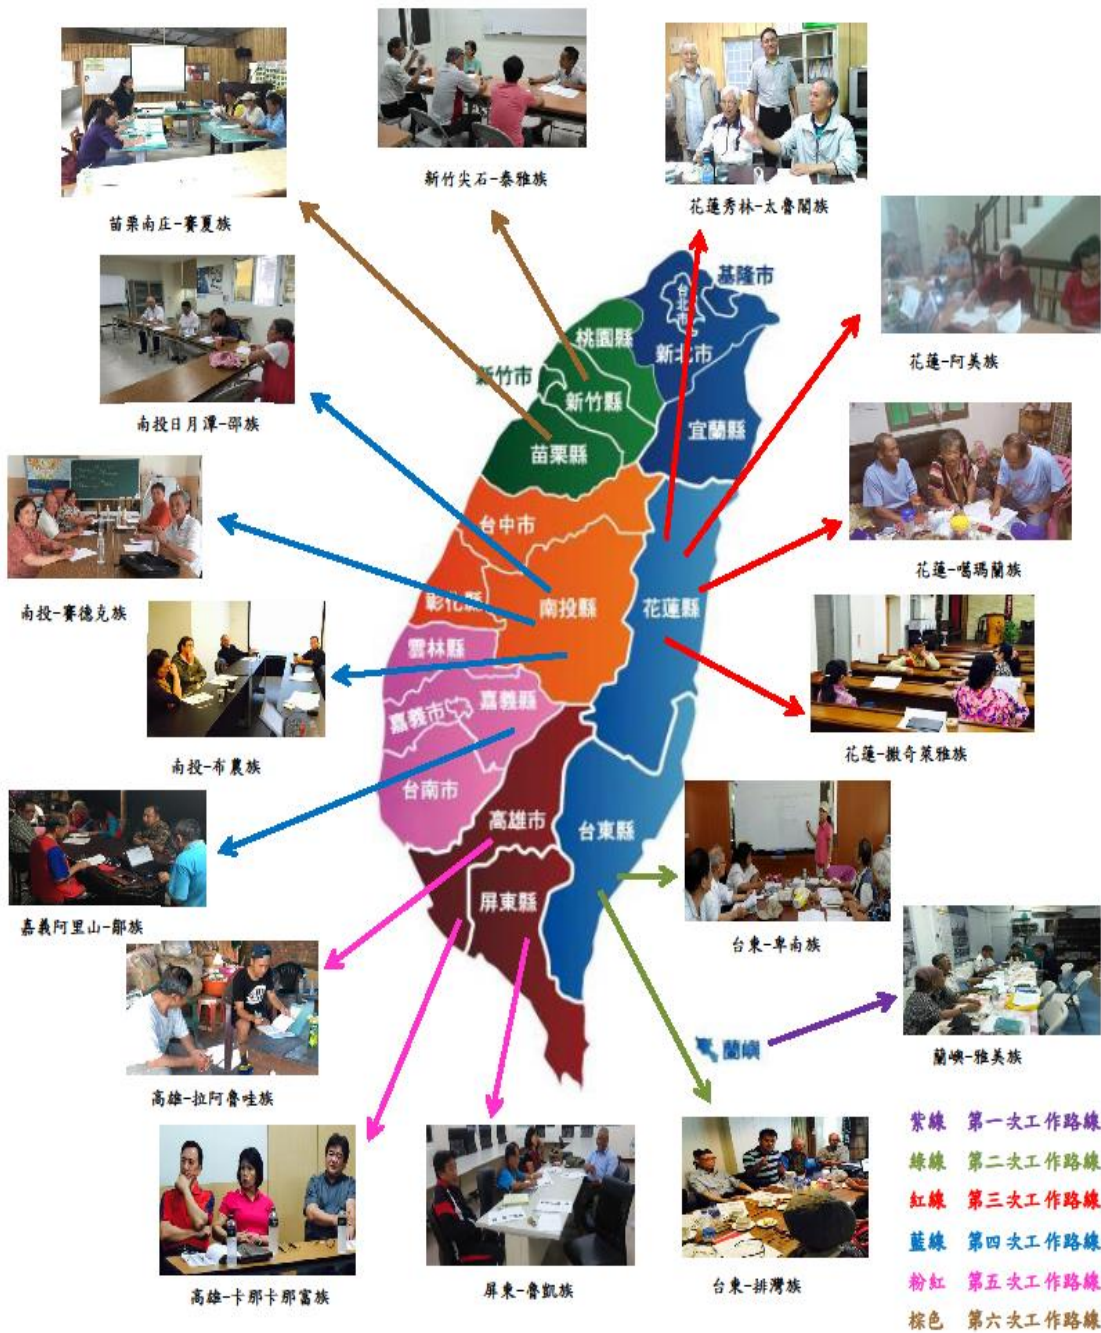 新竹尖石-泰雅族
花蓮秀林-太魯閣族
苗栗南庄-賽夏族
花蓮-阿美族
南投日月潭-邵族
花蓮-噶瑪蘭族
南投-賽德克族
花蓮-撒奇萊雅族
南投-布農族
嘉義阿里山-鄒族
台東-卑南族
蘭嶼-雅美族
高雄-拉阿魯哇族
高雄-卡那卡那富族
屏東-魯凱族
台東-排灣族
基隆市
台北市
桃園縣
新北市
新竹市
新竹縣
宜蘭縣
苗栗縣
台中市
彰化縣
南投縣
花蓮縣
雲林縣
嘉義市
嘉義縣
台南市
高雄市
台東縣
屏東縣
蘭嶼
紫線 第一次工作路線
綠線 第二次工作路線
紅線 第三次工作路線
藍線 第四次工作路線
粉紅 第五次工作路線
棕色 第六次工作路線